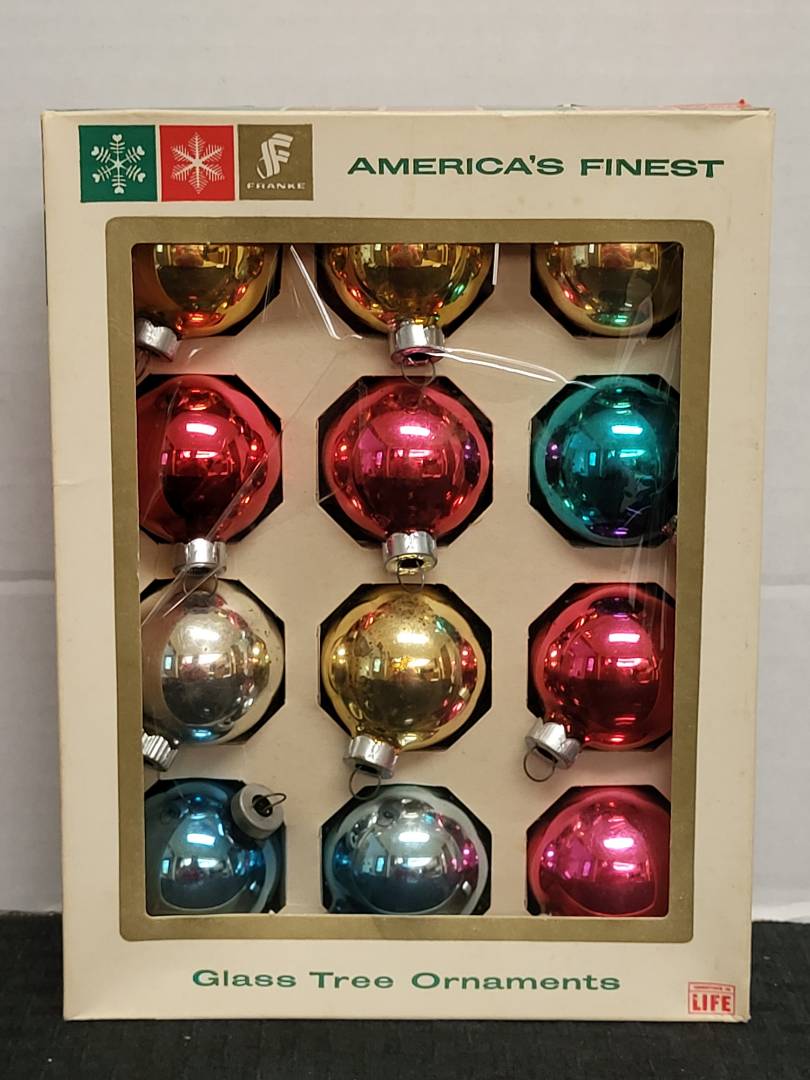 FRANKE
AMERICA'S FINEST
Glass Tree Ornaments
LIFE